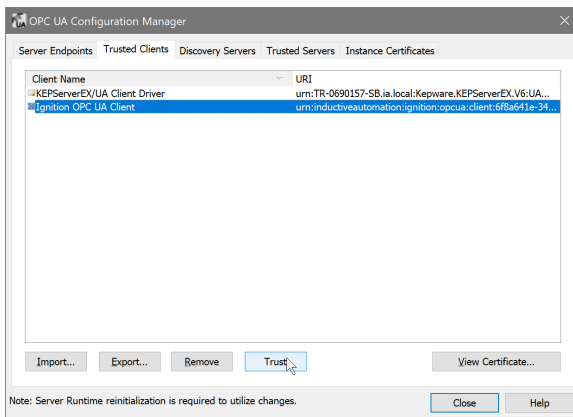 OPC UA Configuration Manager
Server Endpoints Trusted Clients Discovery Servers Trusted Servers Instance Certificates
Client Name URI
KEPServerEX/UA Client Driver urn:TR-0690157-SB.ia.local:Kepware.KEPServerEX.V6:UA...
Ignition OPC UA Client urn:inductiveautomation:ignition:opcua:client:6f8a641e-34...
Import... Export... Remove Trust View Certificate...
Note: Server Runtime reinitialization is required to utilize changes.
Close Help